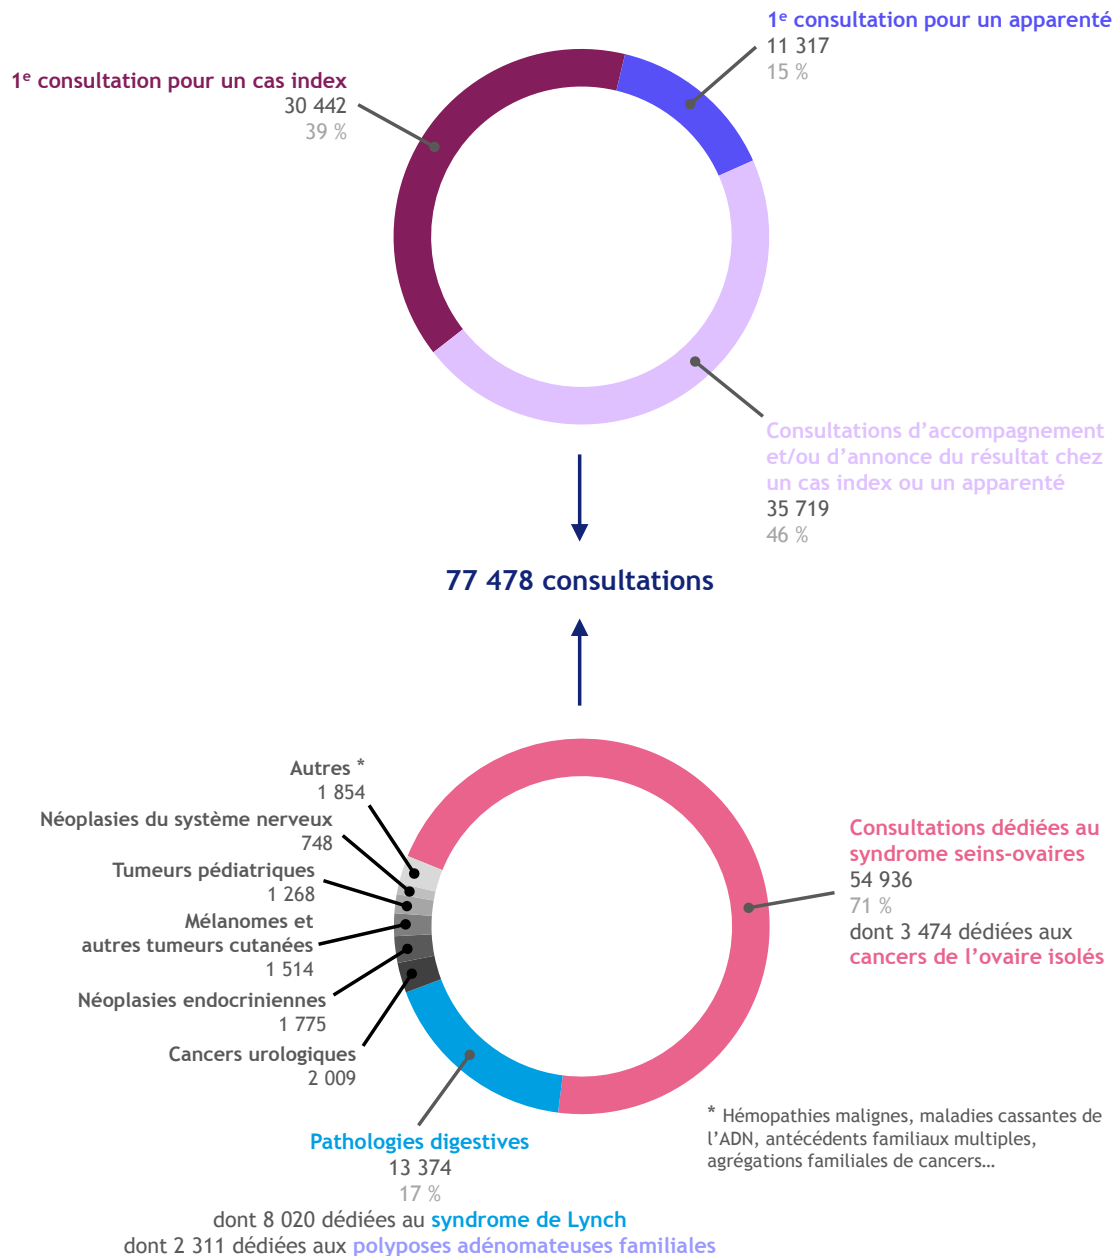 1e consultation pour un apparenté
11 317
15 %
1e consultation pour un cas index
30 442
39 %
Consultations d’accompagnement
et/ou d’annonce du résultat chez
un cas index ou un apparenté
35 719
46 %
77 478 consultations
Autres *
1 854
Néoplasies du système nerveux
748
Tumeurs pédiatriques
1 268
Mélanomes et
autres tumeurs cutanées
1 514
Néoplasies endocriniennes
1 775
Cancers urologiques
2 009
Consultations dédiées au
syndrome seins-ovaires
54 936
71 %
dont 3 474 dédiées aux
cancers de l’ovaire isolés
Pathologies digestives
13 374
17 %
dont 8 020 dédiées au syndrome de Lynch
dont 2 311 dédiées aux polyposes adénomateuses familiales
* Hémopathies malignes, maladies cassantes de
l’ADN, antécédents familiaux multiples,
agrégations familiales de cancers…